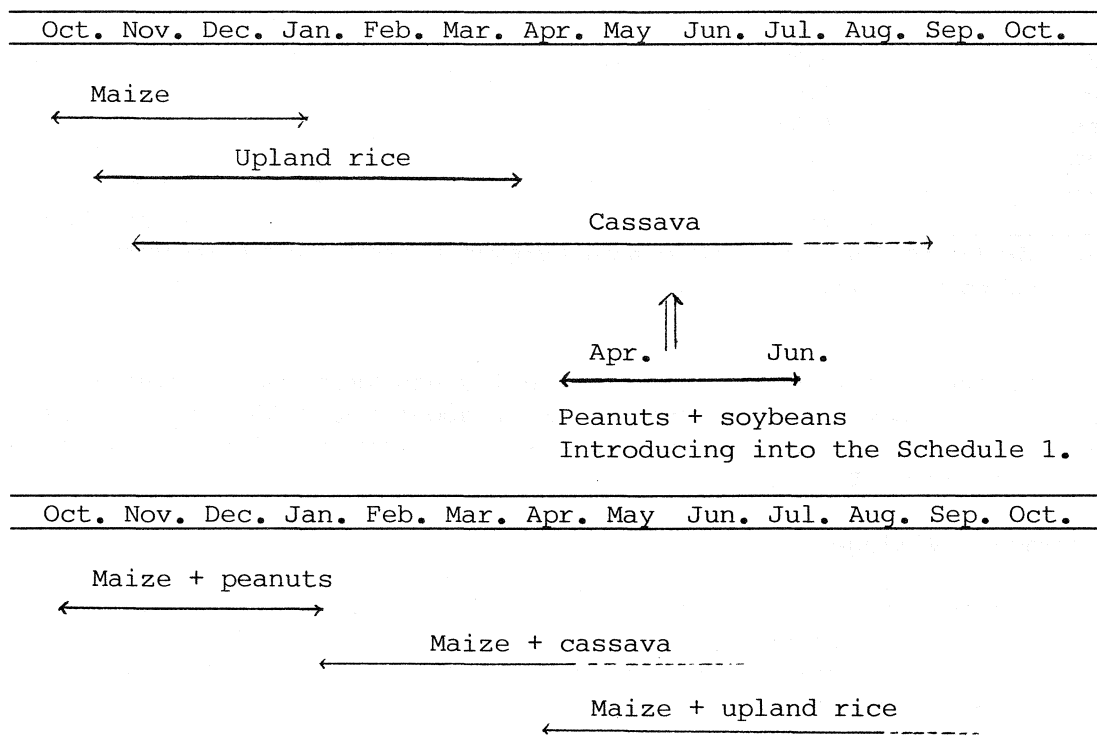 Oct. Nov. Dec. Jan. Feb. Mar. Apr. May Jun. Jul. Aug. Sep. Oct.
Maize
Upland rice
Cassava
Apr. Jun.
Peanuts + soybeans
Introducing into the Schedule 1.
Oct. Nov. Dec. Jan. Feb. Mar. Apr. May Jun. Jul. Aug. Sep. Oct.
Maize + peanuts
Maize + cassava
Maize + upland rice